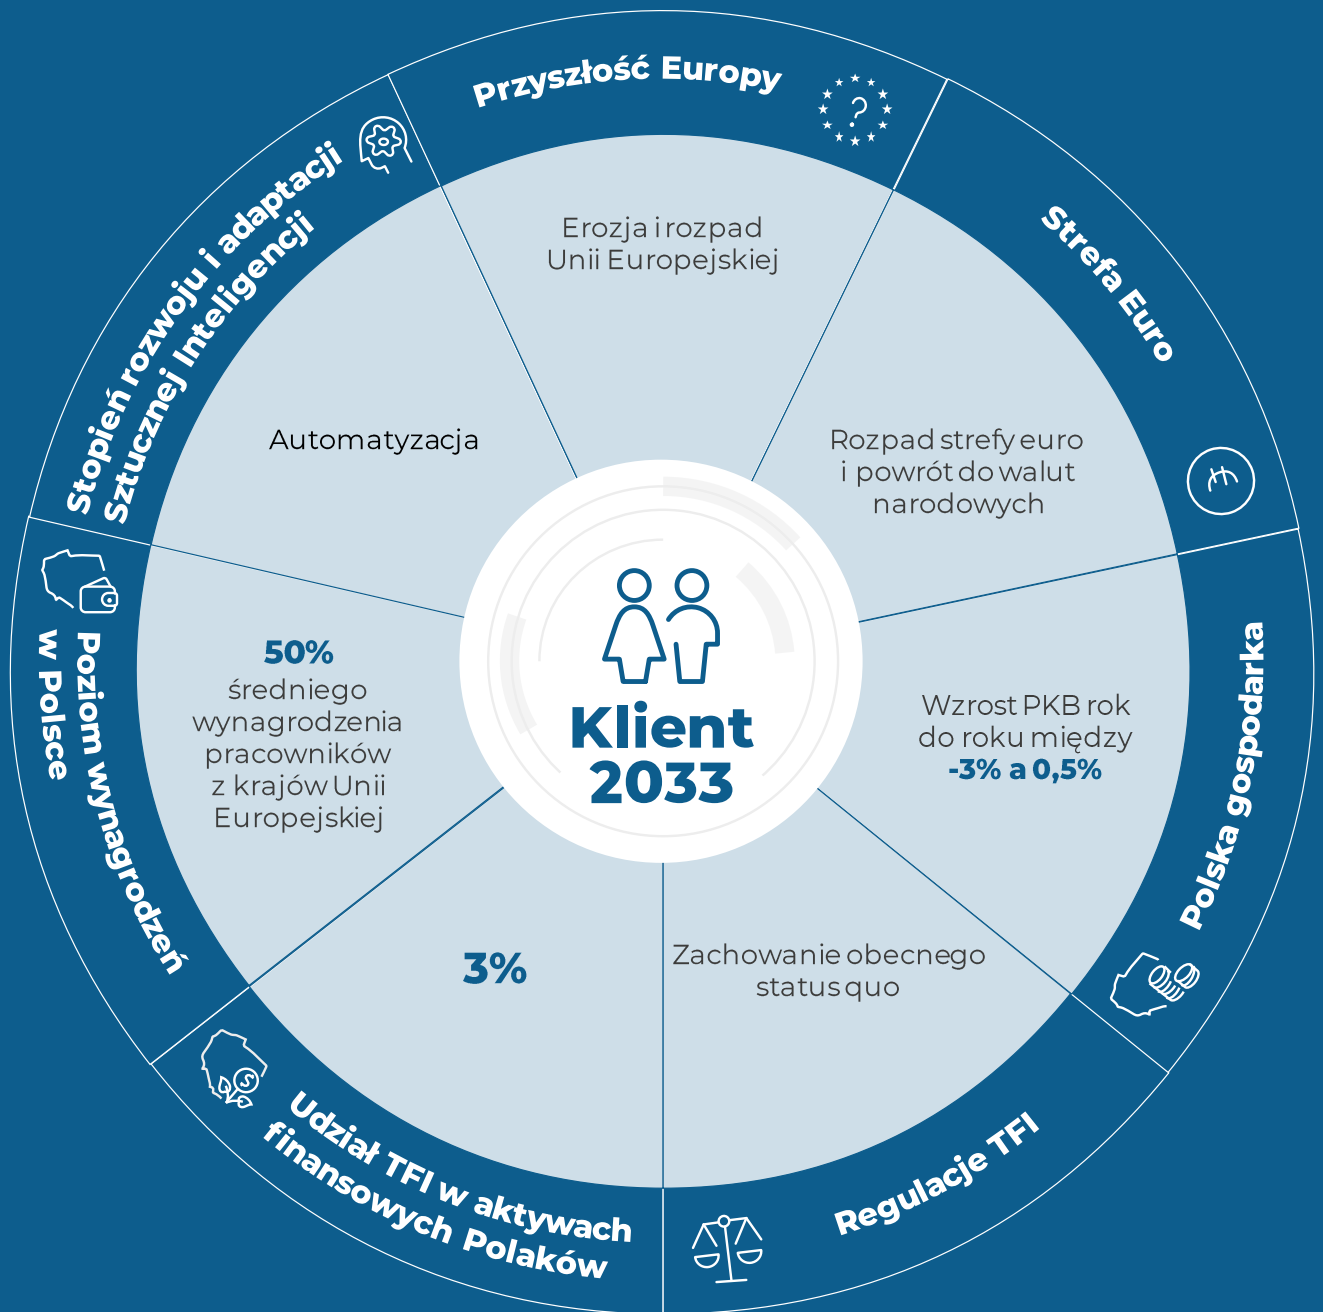 Przyszłość Europy
Erozja i rozpad
Unii Europejskiej
Strefa Euro
Rozpad strefy euro
i powrót do walut
narodowych
Polska gospodarka
Wzrost PKB rok
do roku między
-3% a 0,5%
Regulacje TFI
Zachowanie obecnego
status quo
Udział TFI w aktywach
finansowych Polaków
3%
Poziom wynagrodzeń
w Polsce
50%
średniego
wynagrodzenia
pracowników
z krajów Unii
Europejskiej
Stopień rozwoju i adaptacji
Sztucznej Inteligencji
Automatyzacja
Klient
2033